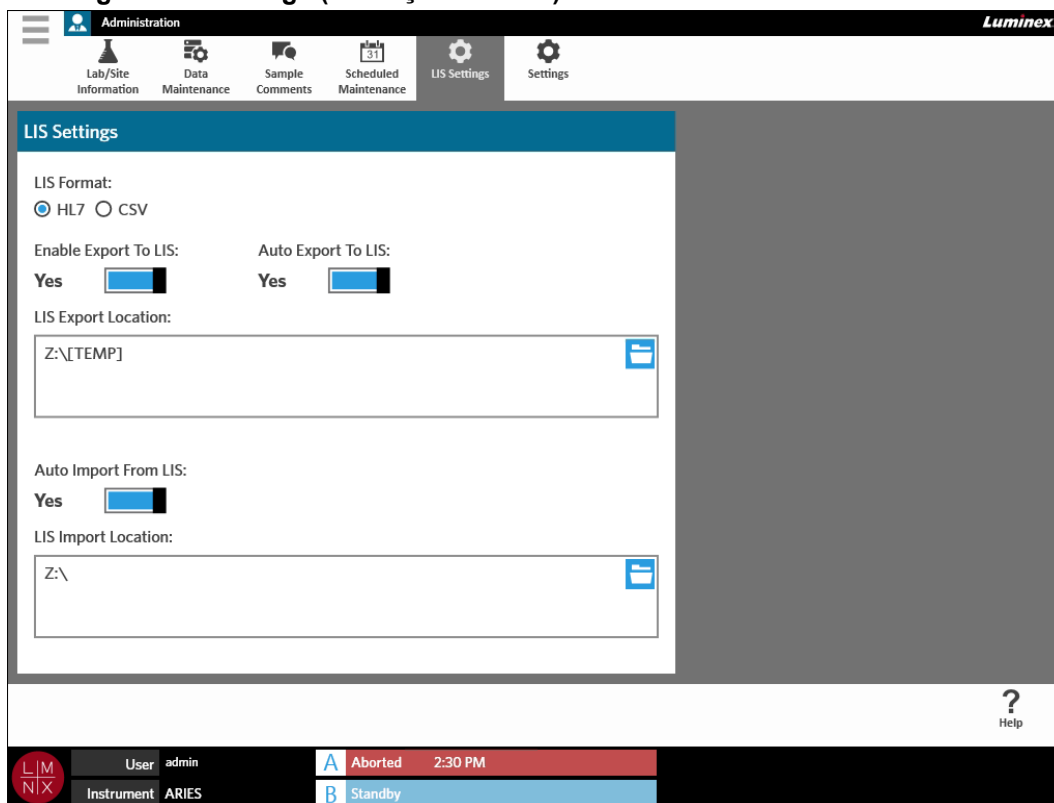 Administration
Luminex
31
Lab/Site
Information
Data
Maintenance
Sample
Comments
Scheduled
Maintenance
LIS Settings
Settings
LIS Settings
LIS Format:
HL7 CSV
Enable Export To LIS: Auto Export To LIS:
Yes Yes
LIS Export Location:
Z:\[TEMP]
Auto Import From LIS:
Yes
LIS Import Location:
Z:\
?
Help
LM
NX
User admin
A Aborted 2:30 PM
Instrument ARIES
B Standby